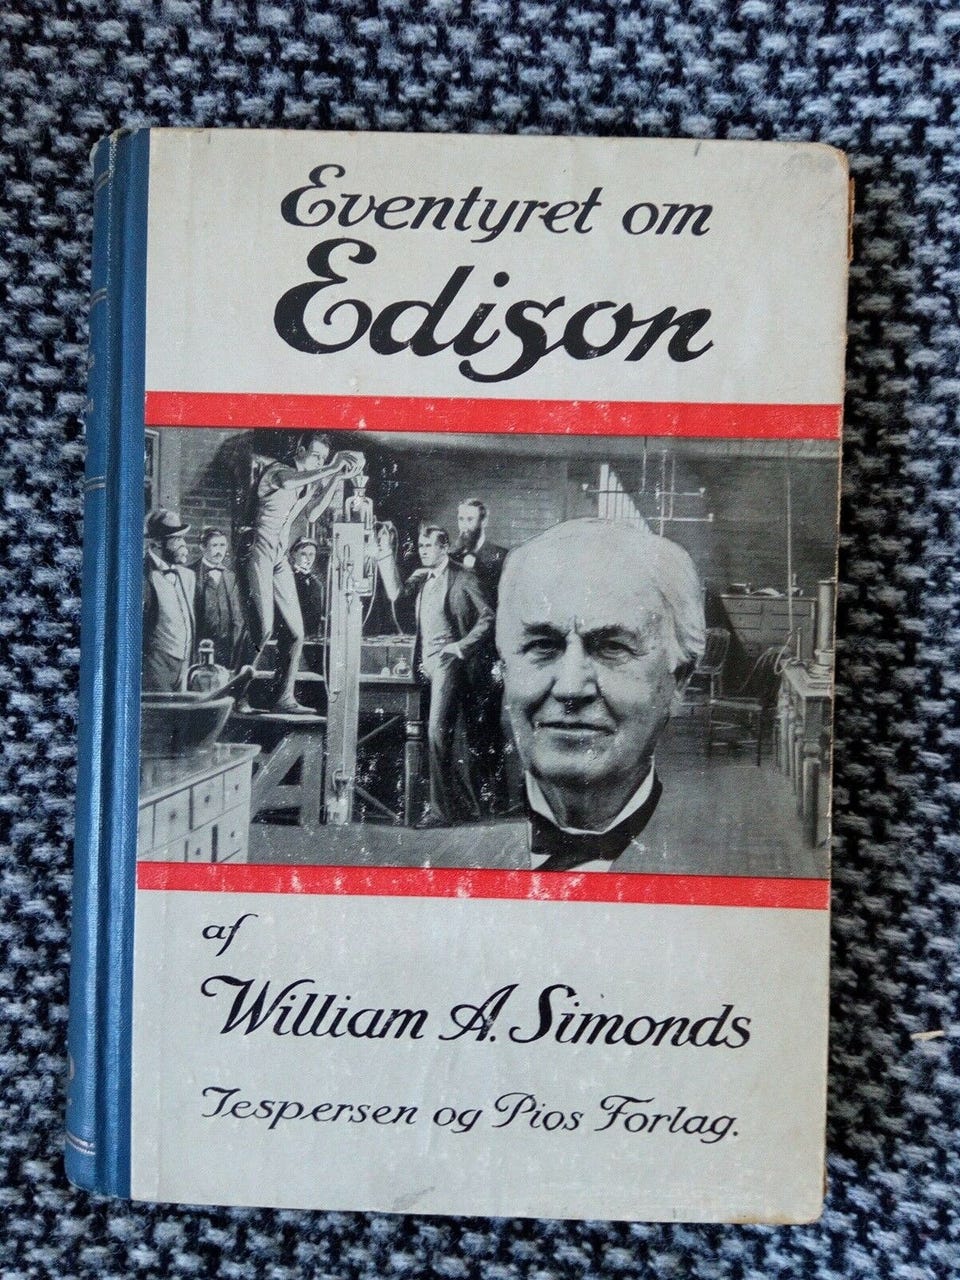 Eventyret om
Edison
af
William A. Simonds
Jespersen og Pios Forlag.